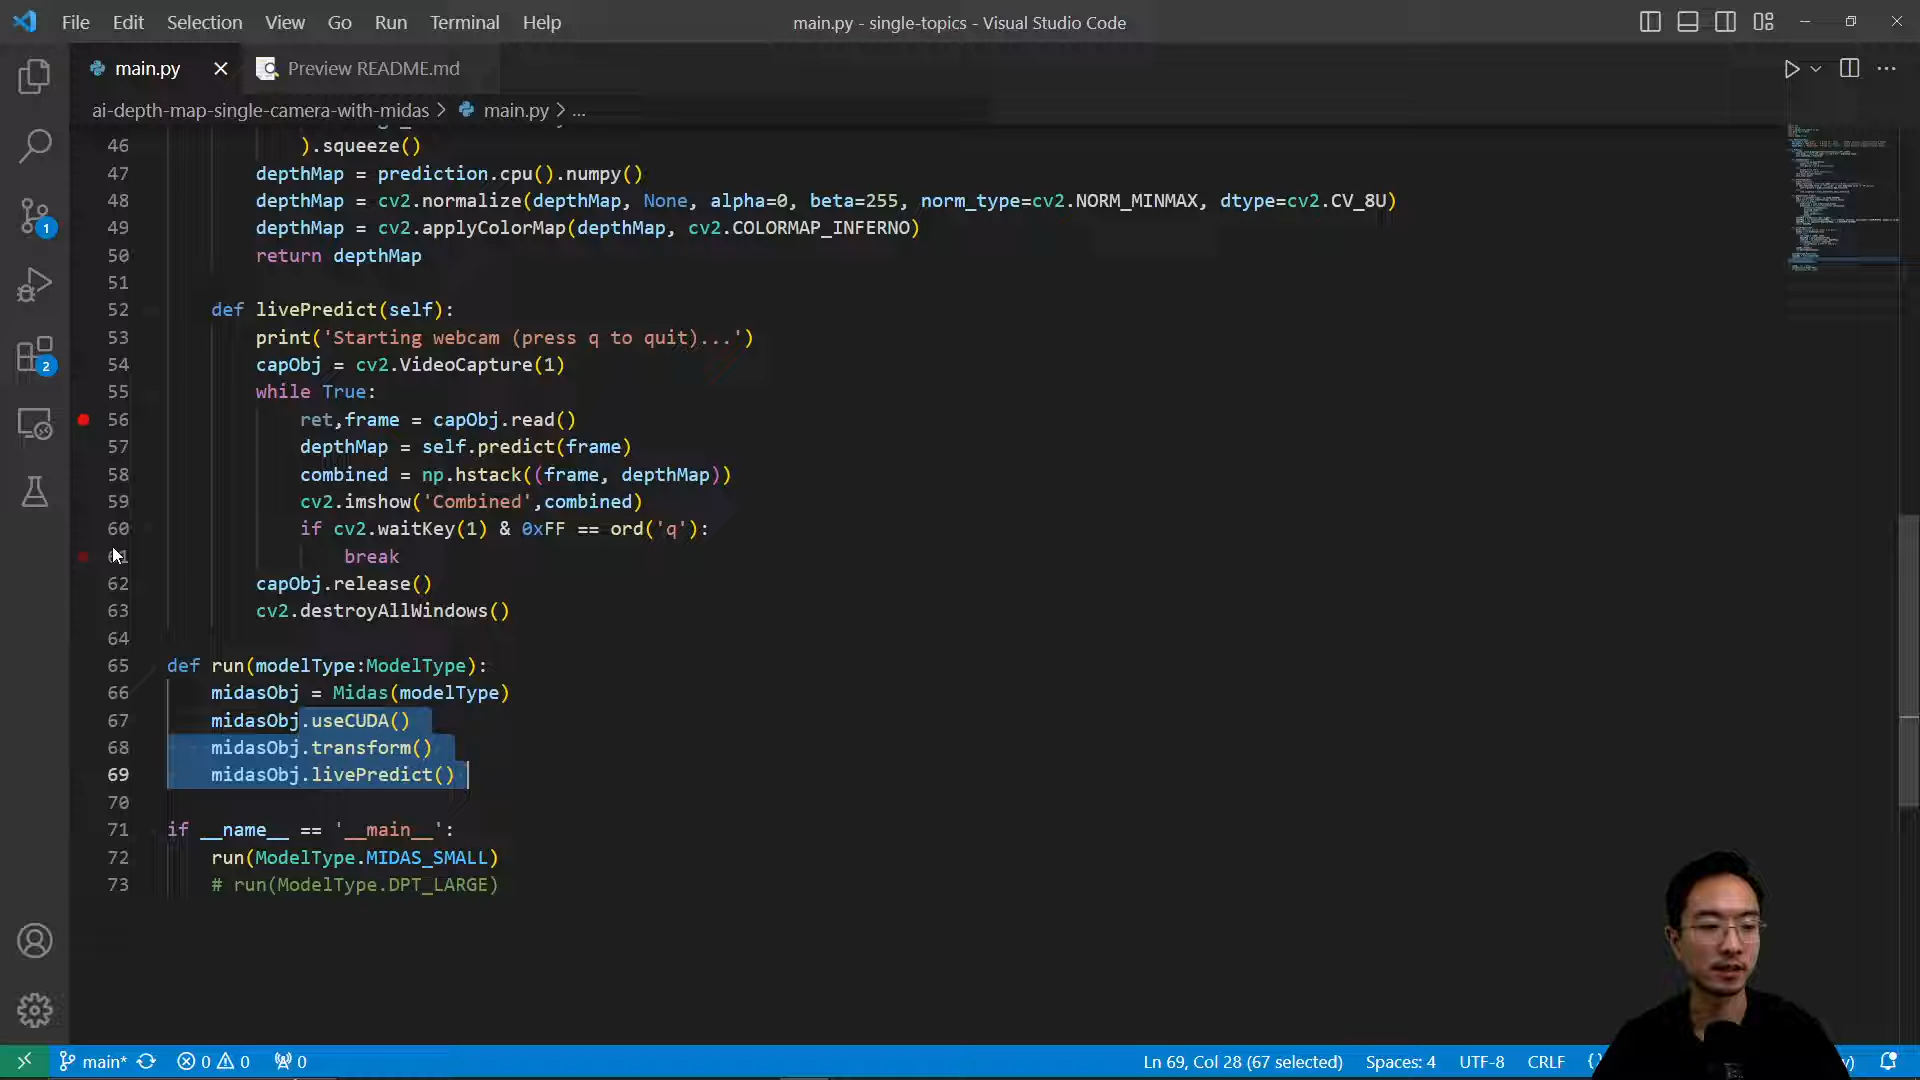 File Edit Selection View Go Run Terminal Help
main.py - single-topics - Visual Studio Code
main.py
Preview README.md
ai-depth-map-single-camera-with-midas > main.py > ...
46 ).squeeze()
47 depthMap = prediction.cpu().numpy()
48 depthMap = cv2.normalize(depthMap, None, alpha=0, beta=255, norm_type=cv2.NORM_MINMAX, dtype=cv2.CV_8U)
49 depthMap = cv2.applyColorMap(depthMap, cv2.COLORMAP_INFERNO)
50 return depthMap
51
52 def livePredict(self):
53 print('Starting webcam (press q to quit)...')
54 capObj = cv2.VideoCapture(1)
55 while True:
56 ret,frame = capObj.read()
57 depthMap = self.predict(frame)
58 combined = np.hstack((frame, depthMap))
59 cv2.imshow('Combined',combined)
60 if cv2.waitKey(1) & 0xFF == ord('q'):
61 break
62 capObj.release()
63 cv2.destroyAllWindows()
64
65 def run(modelType:ModelType):
66 midasObj = Midas(modelType)
67 midasObj.useCUDA()
68 midasObj.transform()
69 midasObj.livePredict()
70
71 if __name__ == '__main__':
72 run(ModelType.MIDAS_SMALL)
73 # run(ModelType.DPT_LARGE)
1
2
main* 0 0 0
Ln 69, Col 28 (67 selected) Spaces: 4 UTF-8 CRLF